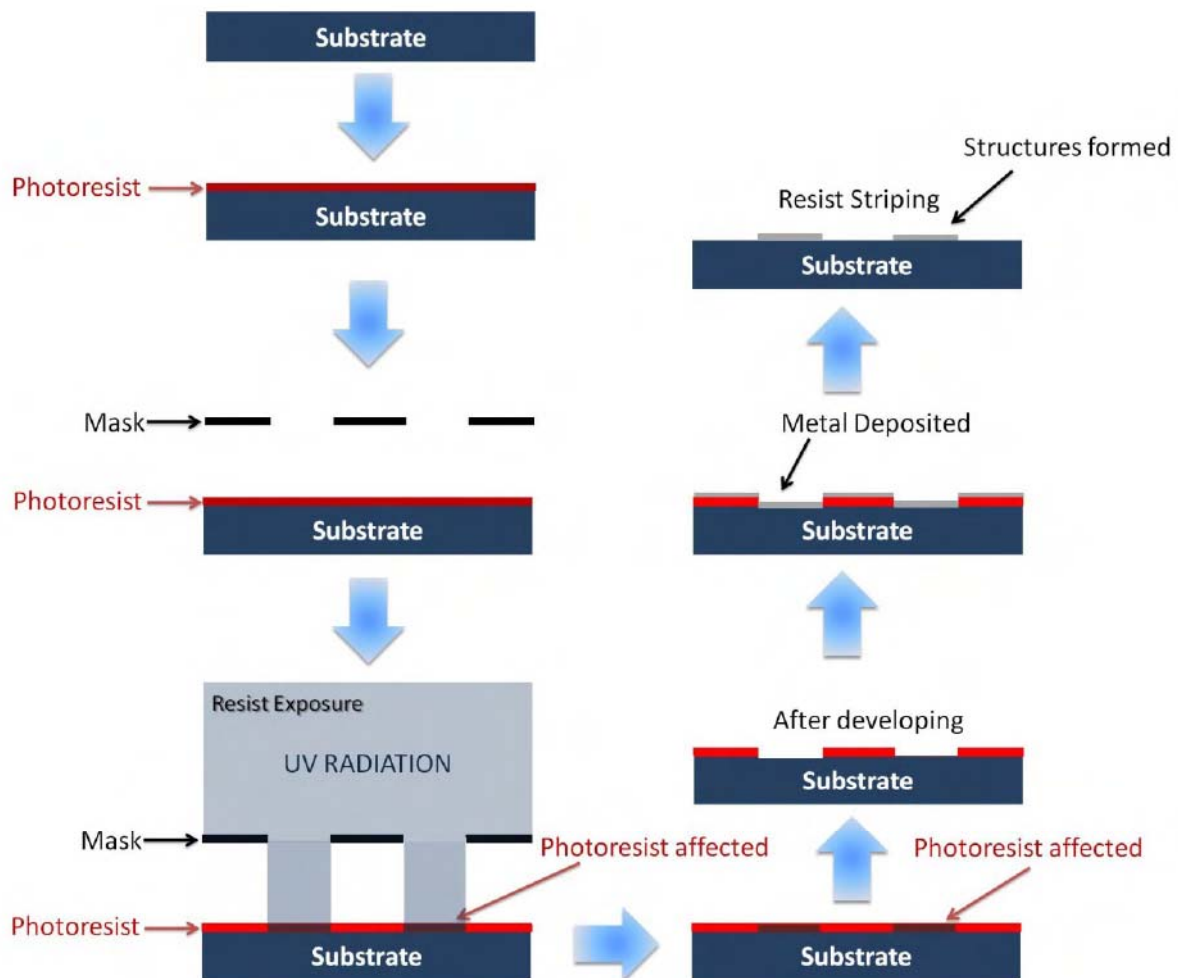 Substrate
Photoresist
Substrate
Mask
Photoresist
Substrate
Resist Exposure
UV RADIATION
Mask
Photoresist affected
Photoresist
Substrate
Photoresist affected
Substrate
After developing
Substrate
Metal Deposited
Substrate
Structures formed
Resist Striping
Substrate